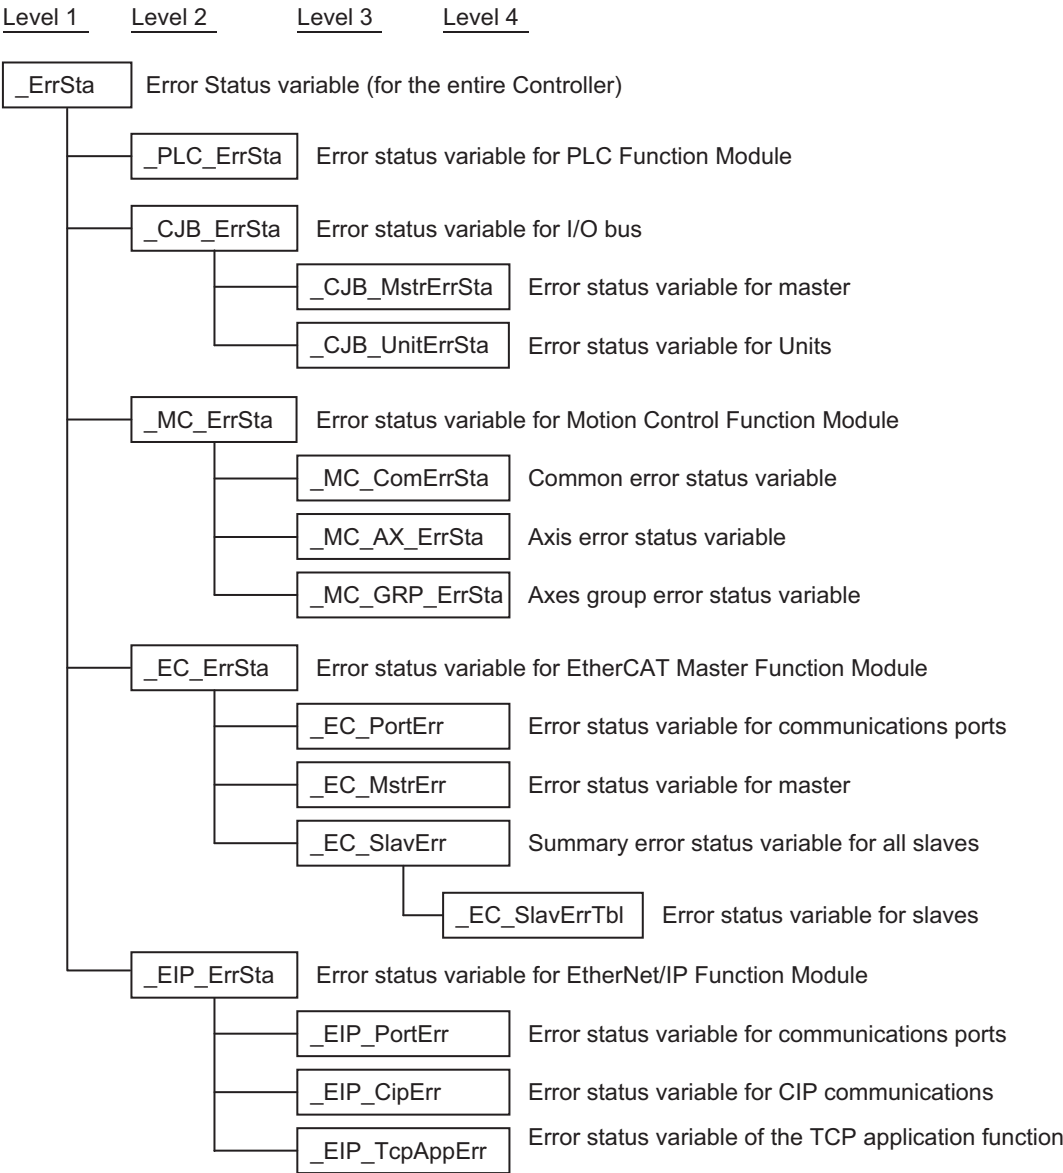 Level 1 Level 2 Level 3 Level 4
_ErrSta Error Status variable (for the entire Controller)
_PLC_ErrSta Error status variable for PLC Function Module
_CJB_ErrSta Error status variable for I/O bus
_CJB_MstrErrSta Error status variable for master
_CJB_UnitErrSta Error status variable for Units
_MC_ErrSta Error status variable for Motion Control Function Module
_MC_ComErrSta Common error status variable
_MC_AX_ErrSta Axis error status variable
_MC_GRP_ErrSta Axes group error status variable
_EC_ErrSta Error status variable for EtherCAT Master Function Module
_EC_PortErr Error status variable for communications ports
_EC_MstrErr Error status variable for master
_EC_SlavErr Summary error status variable for all slaves
_EC_SlavErrTbl Error status variable for slaves
_EIP_ErrSta Error status variable for EtherNet/IP Function Module
_EIP_PortErr Error status variable for communications ports
_EIP_CipErr Error status variable for CIP communications
_EIP_TcpAppErr Error status variable of the TCP application function